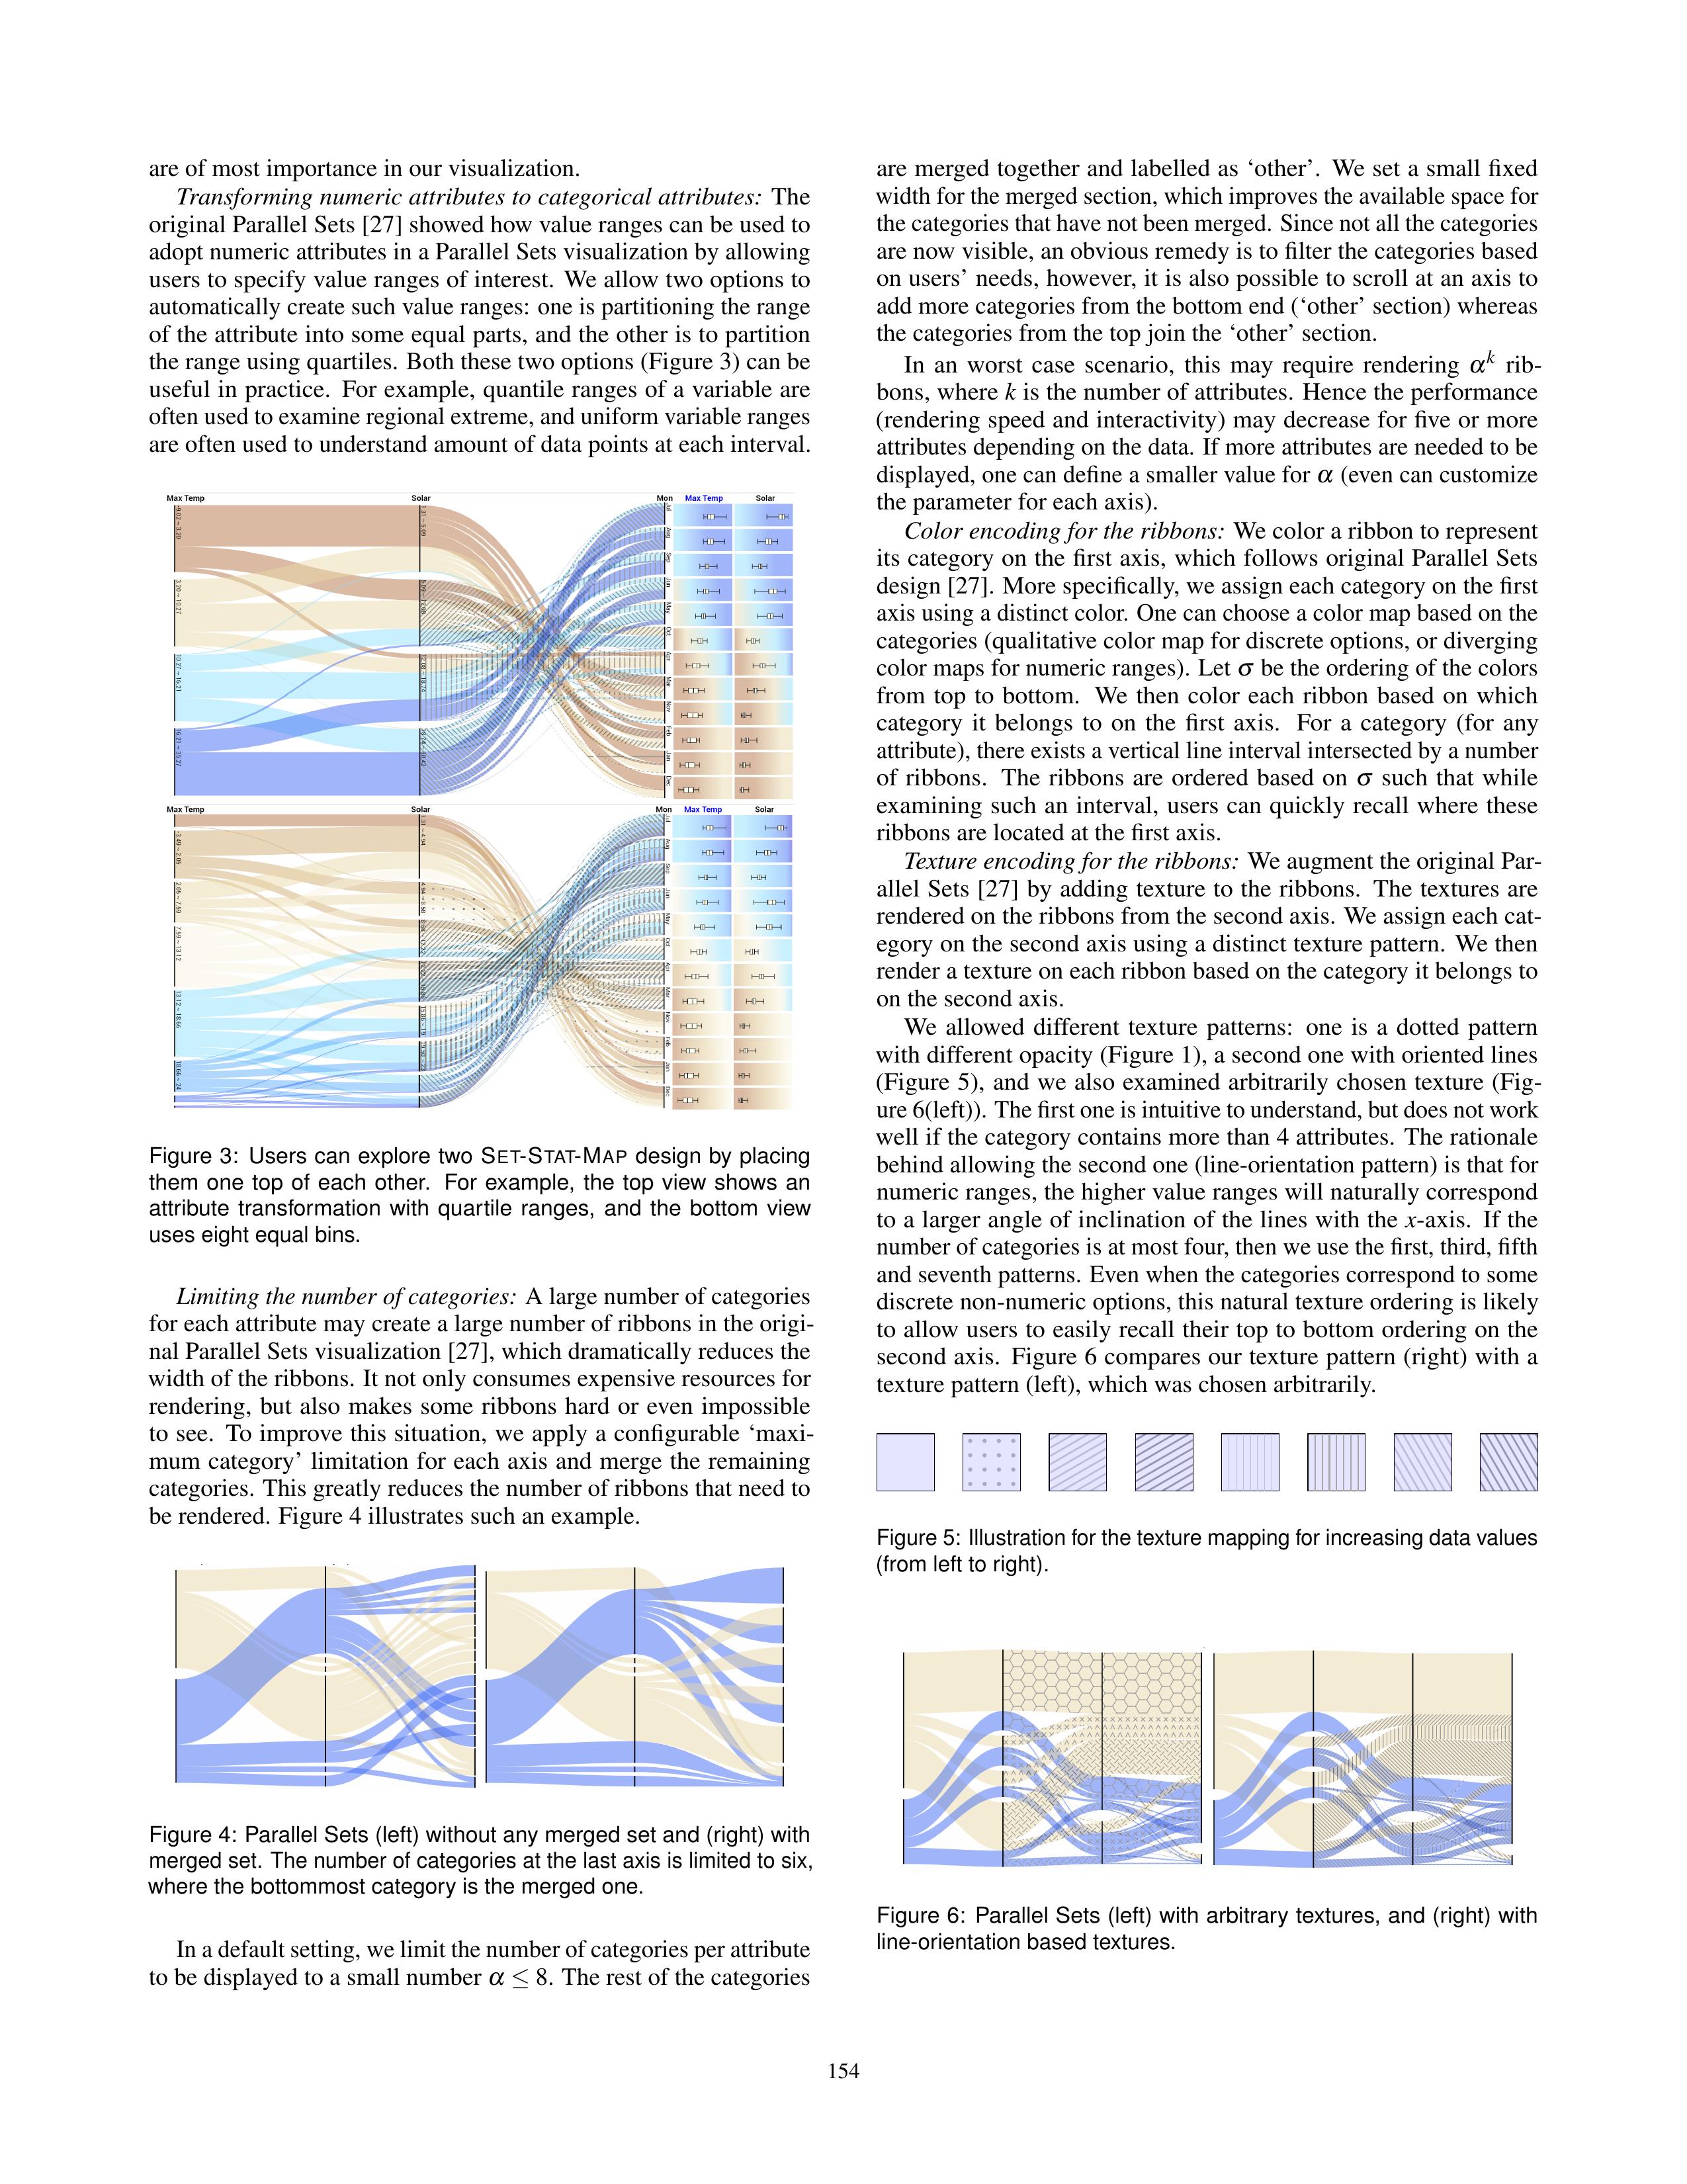 are of most importance in our visualization.
Transforming numeric attributes to categorical attributes: The
original Parallel Sets [27] showed how value ranges can be used to
adopt numeric attributes in a Parallel Sets visualization by allowing
users to specify value ranges of interest. We allow two options to
automatically create such value ranges: one is partitioning the range
of the attribute into some equal parts, and the other is to partition
the range using quartiles. Both these two options (Figure 3) can be
useful in practice. For example, quantile ranges of a variable are
often used to examine regional extreme, and uniform variable ranges
are often used to understand amount of data points at each interval.
Max Temp Solar Mon Max Temp Solar
Max Temp Solar Mon Max Temp Solar
Figure 3: Users can explore two SET-STAT-MAP design by placing
them one top of each other. For example, the top view shows an
attribute transformation with quartile ranges, and the bottom view
uses eight equal bins.
Limiting the number of categories: A large number of categories
for each attribute may create a large number of ribbons in the origi-
nal Parallel Sets visualization [27], which dramatically reduces the
width of the ribbons. It not only consumes expensive resources for
rendering, but also makes some ribbons hard or even impossible
to see. To improve this situation, we apply a configurable ‘maxi-
mum category’ limitation for each axis and merge the remaining
categories. This greatly reduces the number of ribbons that need to
be rendered. Figure 4 illustrates such an example.
Figure 4: Parallel Sets (left) without any merged set and (right) with
merged set. The number of categories at the last axis is limited to six,
where the bottommost category is the merged one.
In a default setting, we limit the number of categories per attribute
to be displayed to a small number α ≤ 8. The rest of the categories
are merged together and labelled as ‘other’. We set a small fixed
width for the merged section, which improves the available space for
the categories that have not been merged. Since not all the categories
are now visible, an obvious remedy is to filter the categories based
on users’ needs, however, it is also possible to scroll at an axis to
add more categories from the bottom end (‘other’ section) whereas
the categories from the top join the ‘other’ section.
In an worst case scenario, this may require rendering α^k rib-
bons, where k is the number of attributes. Hence the performance
(rendering speed and interactivity) may decrease for five or more
attributes depending on the data. If more attributes are needed to be
displayed, one can define a smaller value for α (even can customize
the parameter for each axis).
Color encoding for the ribbons: We color a ribbon to represent
its category on the first axis, which follows original Parallel Sets
design [27]. More specifically, we assign each category on the first
axis using a distinct color. One can choose a color map based on the
categories (qualitative color map for discrete options, or diverging
color maps for numeric ranges). Let σ be the ordering of the colors
from top to bottom. We then color each ribbon based on which
category it belongs to on the first axis. For a category (for any
attribute), there exists a vertical line interval intersected by a number
of ribbons. The ribbons are ordered based on σ such that while
examining such an interval, users can quickly recall where these
ribbons are located at the first axis.
Texture encoding for the ribbons: We augment the original Par-
allel Sets [27] by adding texture to the ribbons. The textures are
rendered on the ribbons from the second axis. We assign each cat-
egory on the second axis using a distinct texture pattern. We then
render a texture on each ribbon based on the category it belongs to
on the second axis.
We allowed different texture patterns: one is a dotted pattern
with different opacity (Figure 1), a second one with oriented lines
(Figure 5), and we also examined arbitrarily chosen texture (Fig-
ure 6(left)). The first one is intuitive to understand, but does not work
well if the category contains more than 4 attributes. The rationale
behind allowing the second one (line-orientation pattern) is that for
numeric ranges, the higher value ranges will naturally correspond
to a larger angle of inclination of the lines with the x-axis. If the
number of categories is at most four, then we use the first, third, fifth
and seventh patterns. Even when the categories correspond to some
discrete non-numeric options, this natural texture ordering is likely
to allow users to easily recall their top to bottom ordering on the
second axis. Figure 6 compares our texture pattern (right) with a
texture pattern (left), which was chosen arbitrarily.
Figure 5: Illustration for the texture mapping for increasing data values
(from left to right).
Figure 6: Parallel Sets (left) with arbitrary textures, and (right) with
line-orientation based textures.
154